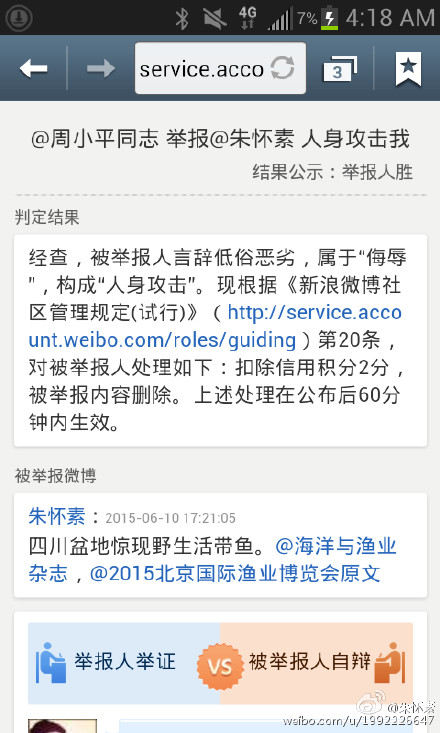 4G 7% 4:18 AM
service.acco
3
@周小平同志 举报@朱怀素 人身攻击我
结果公示：举报人胜
判定结果
经查，被举报人言辞低俗恶劣，属于“侮辱
”，构成“人身攻击”。现根据《新浪微博社
区管理规定(试行)》（http://service.acco
unt.weibo.com/roles/guiding）第20条，
对被举报人处理如下：扣除信用积分2分，
被举报内容删除。上述处理在公布后60分
钟内生效。
被举报微博
朱怀素：2015-06-10 17:21:05
四川盆地惊现野生活带鱼。@海洋与渔业
杂志，@2015北京国际渔业博览会原文
举报人举证 VS 被举报人自辩
@朱怀素
weibo.com/u/1992226647